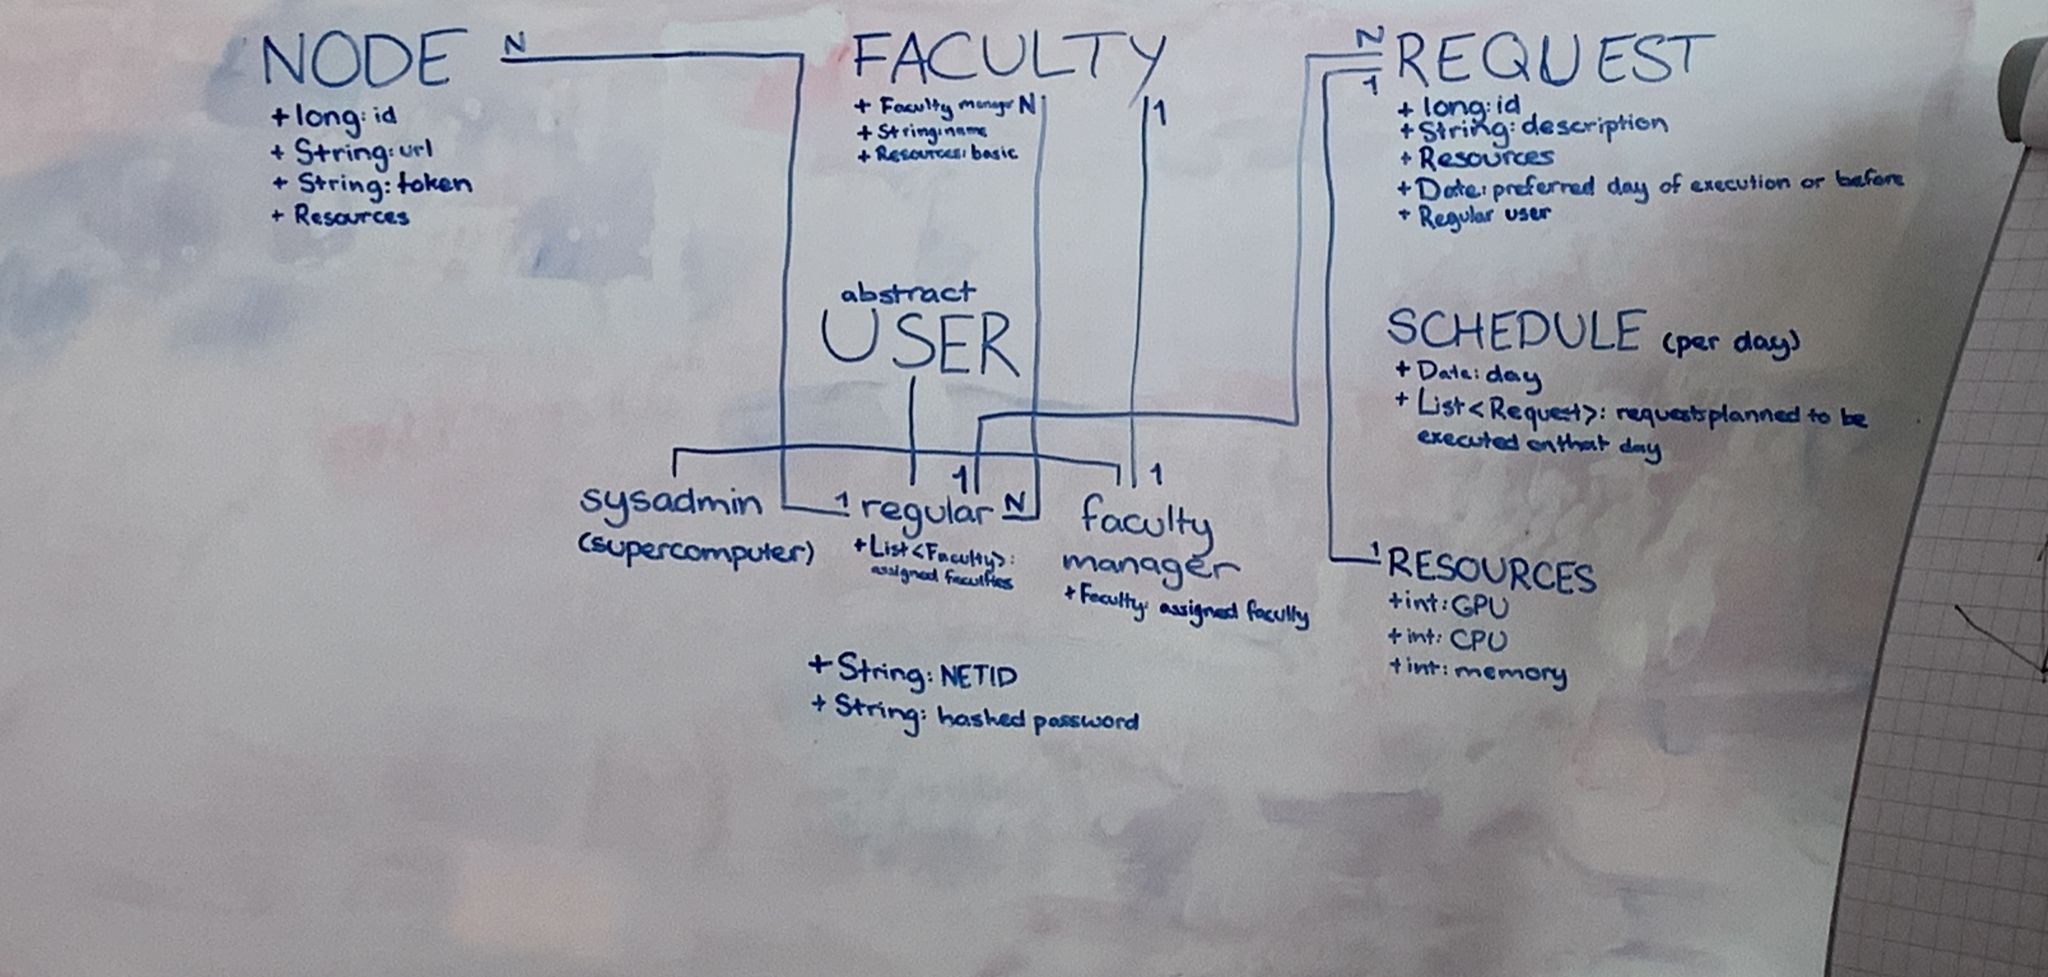 NODE N
+ long: id
+ String: url
+ String: token
+ Resources
FACULTY
+ Faculty manager N
1
+ String: name
+ Resources: basic
N
1
REQUEST
+ long: id
+ String: description
+ Resources
+ Date: preferred day of execution or before
+ Regular user
abstract
USER
SCHEDULE (per day)
+ Date: day
+ List<Request>: requests planned to be
executed on that day
sysadmin
(supercomputer)
1 regular N
1
+ List<Faculty>:
assigned faculties
1
faculty
manager
+ Faculty: assigned faculty
+ String: NETID
+ String: hashed password
1 RESOURCES
+ int: GPU
+ int: CPU
+ int: memory